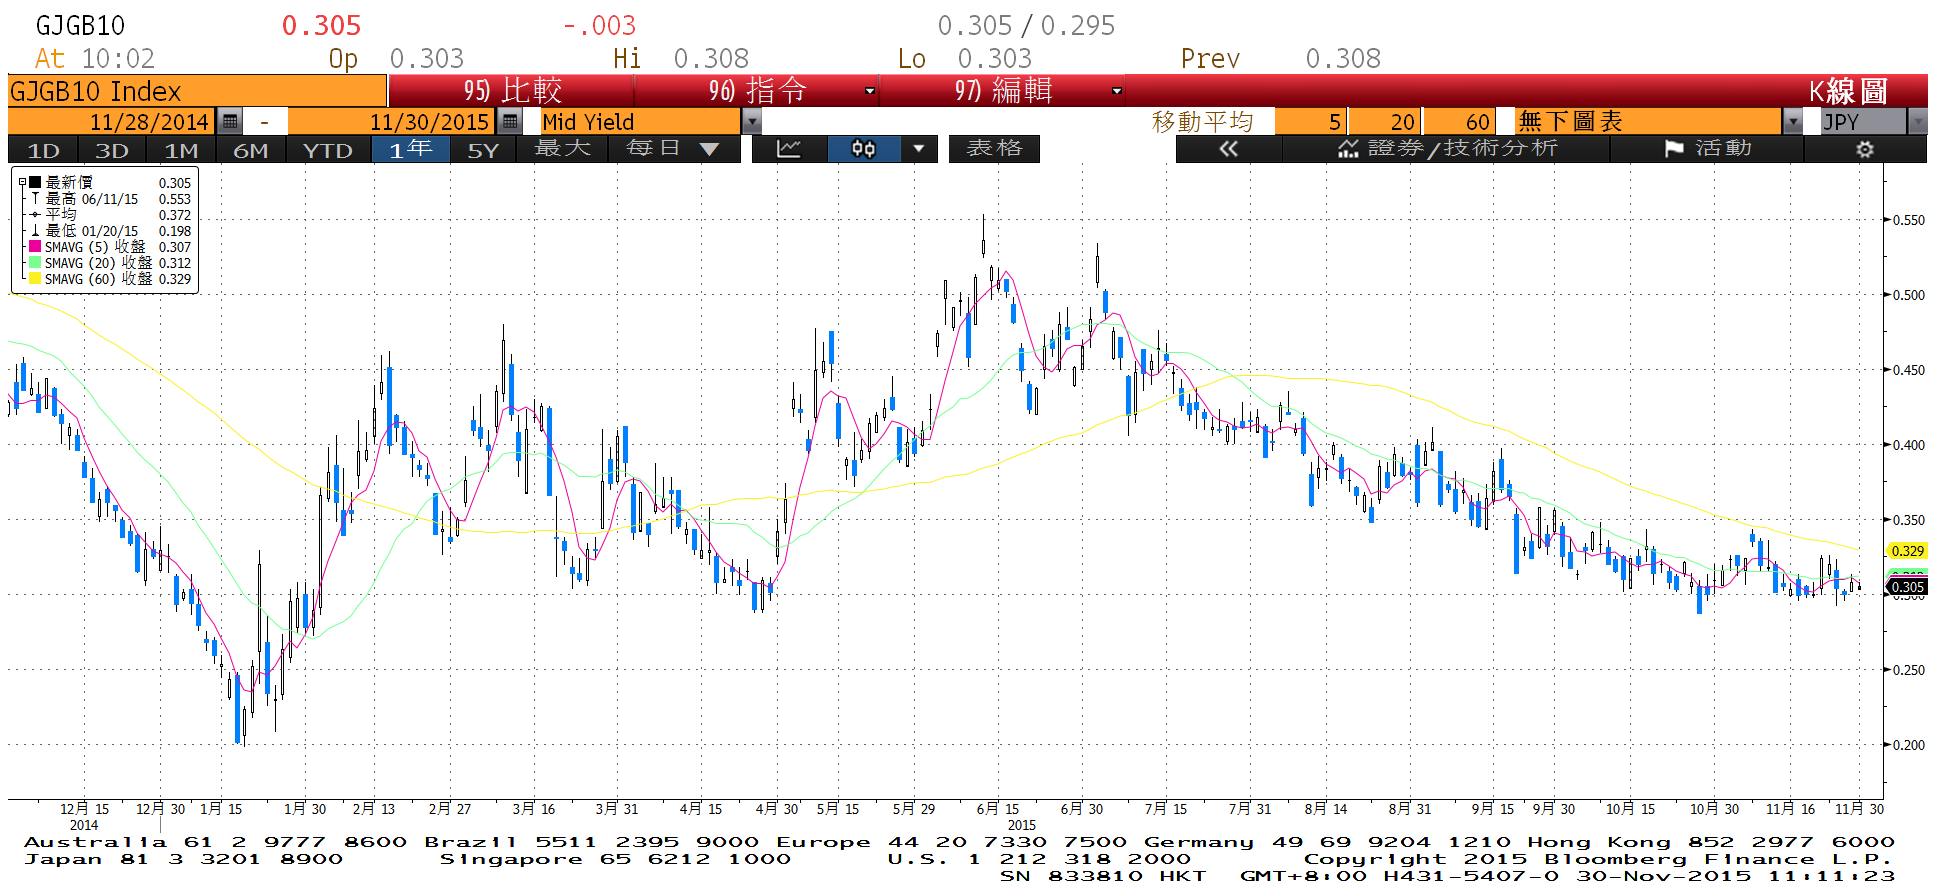 GJGB10 0.305 -.003 0.305 / 0.295
At 10:02 Op 0.303 Hi 0.308 Lo 0.303 Prev 0.308
GJGB10 Index 95) 比較 96) 指令 97) 編輯 K線圖
11/28/2014 - 11/30/2015 Mid Yield 移動平均 5 20 60 無下圖表 JPY
1D 3D 1M 6M YTD 1年 5Y 最大 每日 表格 證券/技術分析 活動
最新價 0.305
最高 06/11/15 0.553
平均 0.372
最低 01/20/15 0.198
SMAVG (5) 收盤 0.307
SMAVG (20) 收盤 0.312
SMAVG (60) 收盤 0.329
0.550
0.500
0.450
0.400
0.350
0.329
0.305
0.250
0.200
12月 15 12月 30 1月 15 1月 30 2月 13 2月 27 3月 16 3月 31 4月 15 4月 30 5月 15 5月 29 6月 15 6月 30 7月 15 7月 31 8月 14 8月 31 9月 15 9月 30 10月 15 10月 30 11月 16 11月 30
2014 2015
Australia 61 2 9777 8600 Brazil 5511 2395 9000 Europe 44 20 7330 7500 Germany 49 69 9204 1210 Hong Kong 852 2977 6000
Japan 81 3 3201 8900 Singapore 65 6212 1000 U.S. 1 212 318 2000 Copyright 2015 Bloomberg Finance L.P.
SN 833810 HKT GMT+8:00 H431-5407-0 30-Nov-2015 11:11:23